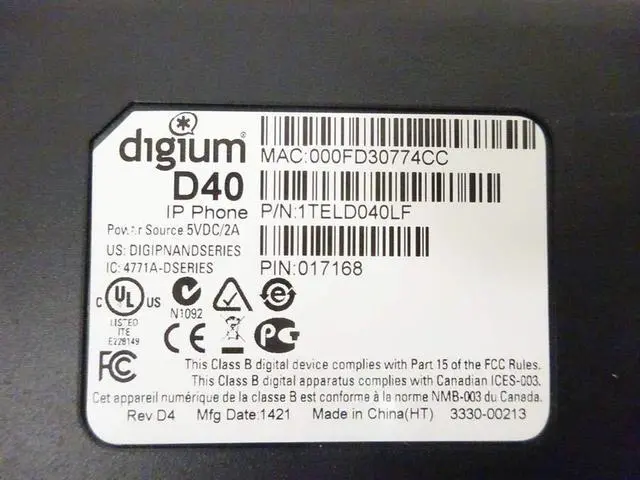 digium
D40
IP Phone
Power Source 5VDC/2A
US: DIGIPNANDSERIES
IC: 4771A-DSERIES
MAC:000FD30774CC
P/N:1TELD040LF
PIN:017168
C UL US
LISTED
ITE
E228149
N1092
CE
PG
FC
This Class B digital device complies with Part 15 of the FCC Rules.
This Class B digital apparatus complies with Canadian ICES-003.
Cet appareil numérique de la classe B est conforme à la norme NMB-003 du Canada.
Rev D4 Mfg Date:1421 Made in China(HT) 3330-00213